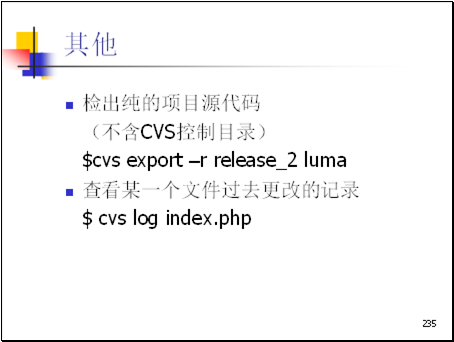 其他
检出纯的项目源代码
（不含CVS控制目录）
$cvs export –r release_2 luma
查看某一个文件过去更改的记录
$ cvs log index.php
235